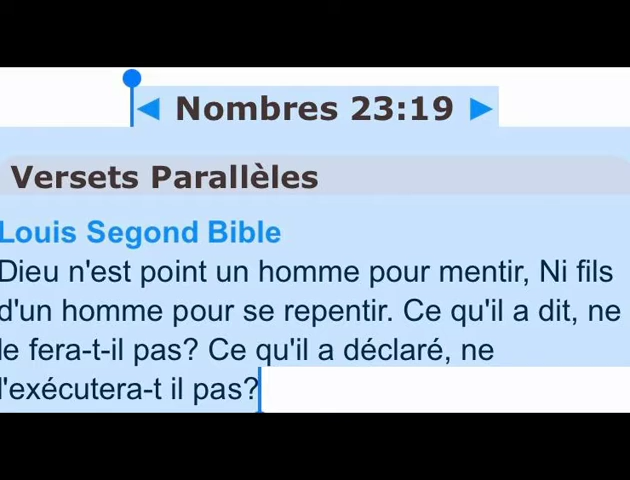 ◄ Nombres 23:19 ►
Versets Parallèles
Louis Segond Bible
Dieu n'est point un homme pour mentir, Ni fils
d'un homme pour se repentir. Ce qu'il a dit, ne
le fera-t-il pas? Ce qu'il a déclaré, ne
l'exécutera-t il pas?